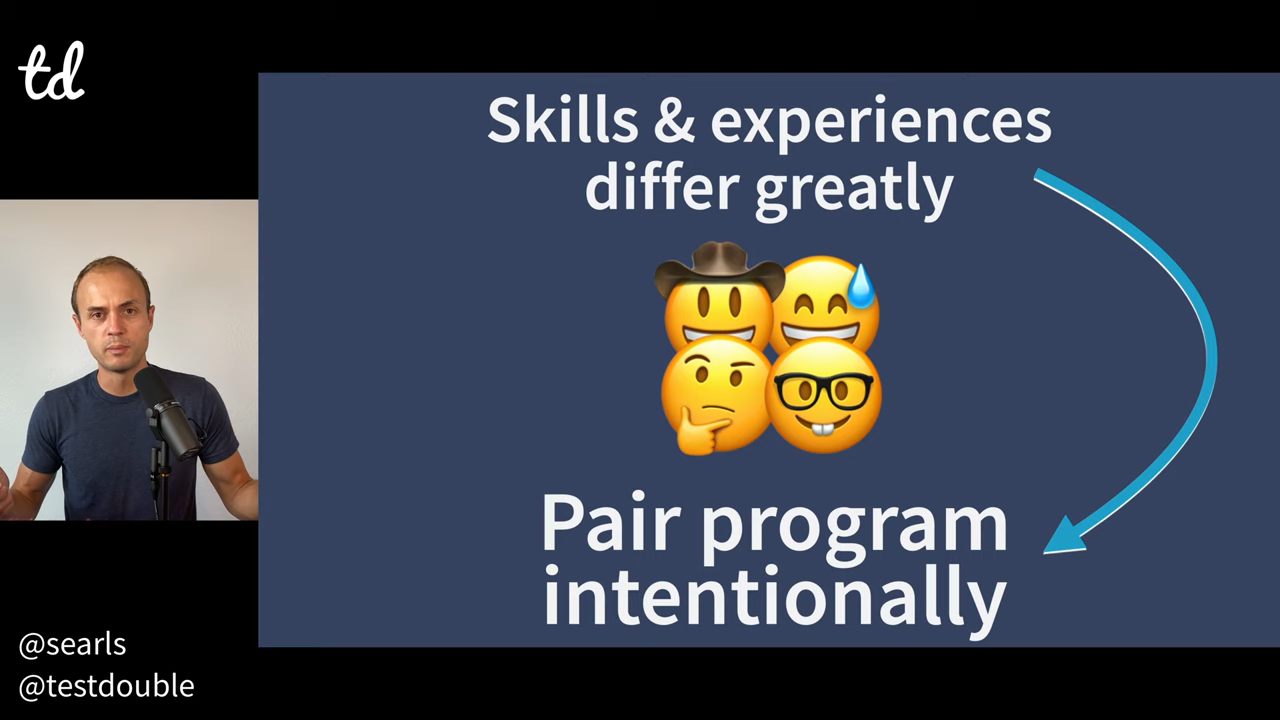 td
Skills & experiences
differ greatly
Pair program
intentionally
@searls
@testdouble